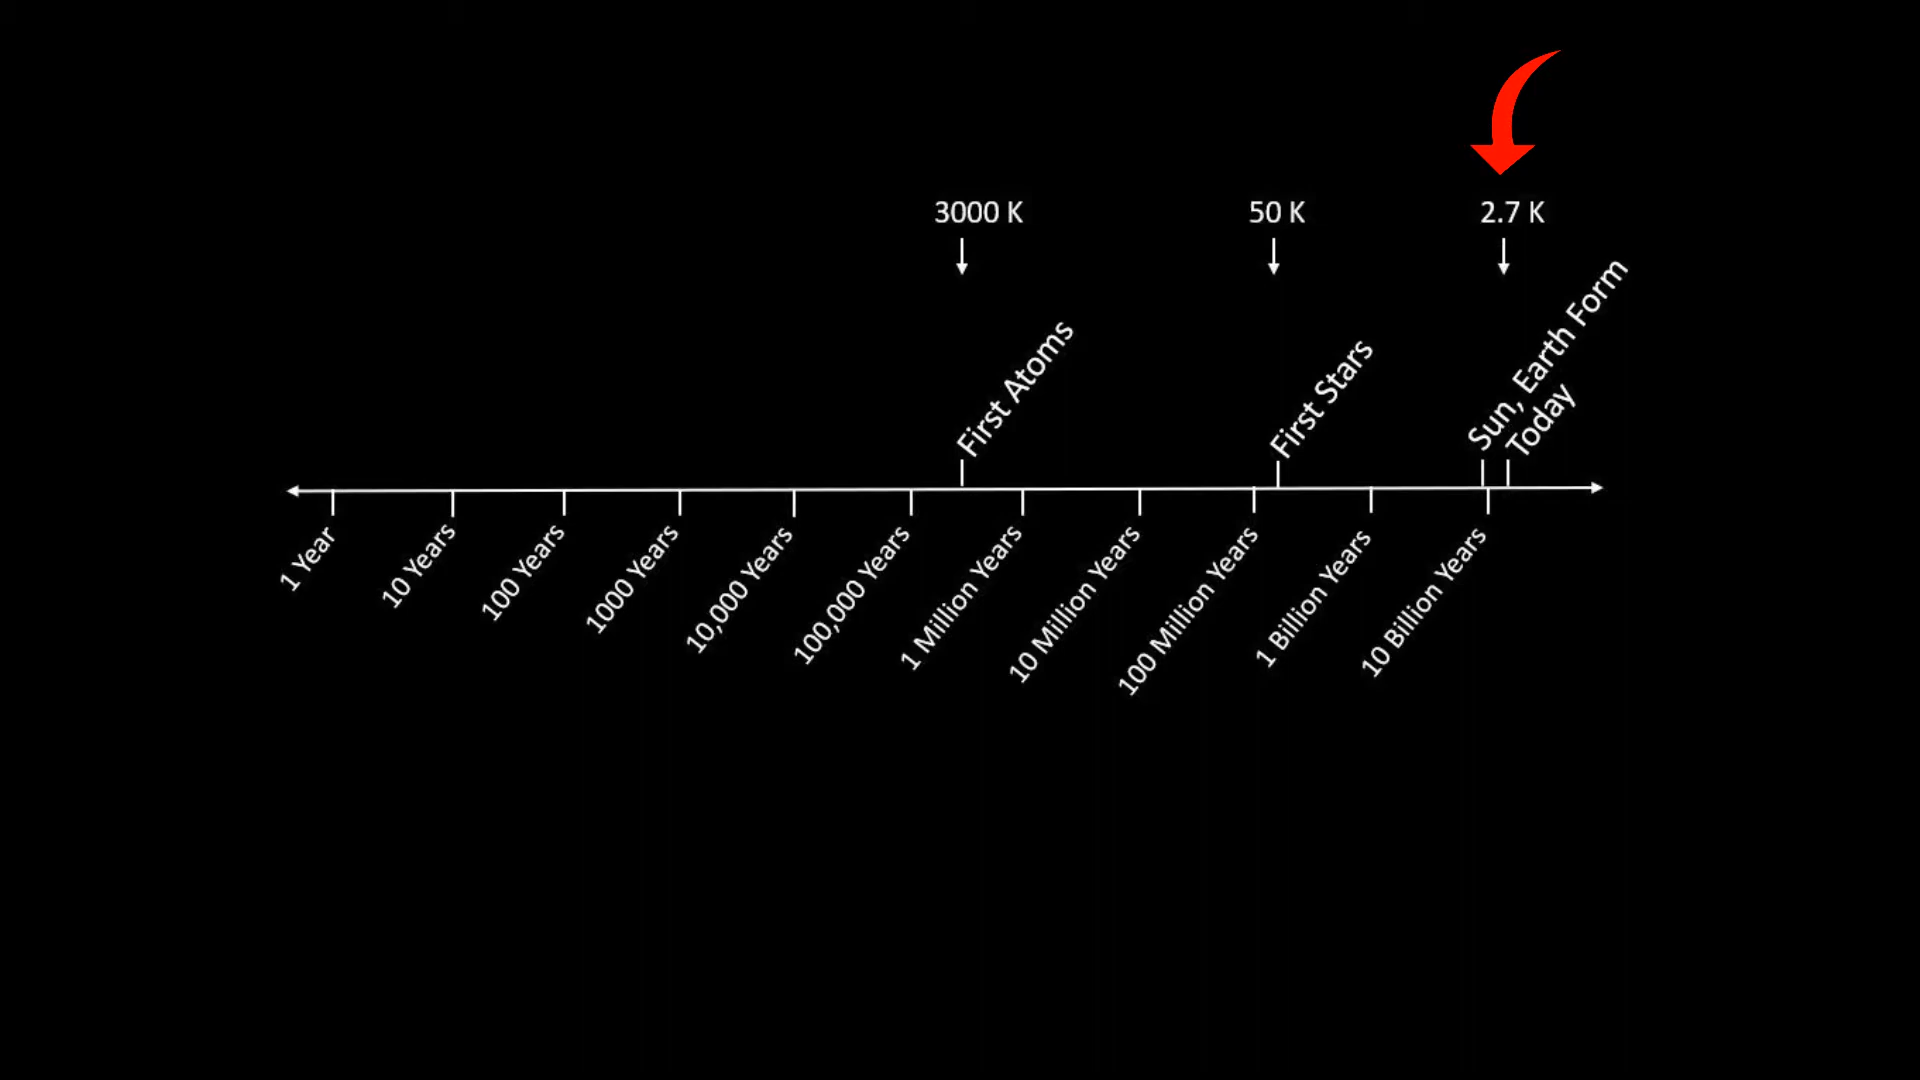 3000 K
50 K
2.7 K
First Atoms
First Stars
Sun, Earth Form
Today
1 Year
10 Years
100 Years
1000 Years
10,000 Years
100,000 Years
1 Million Years
10 Million Years
100 Million Years
1 Billion Years
10 Billion Years